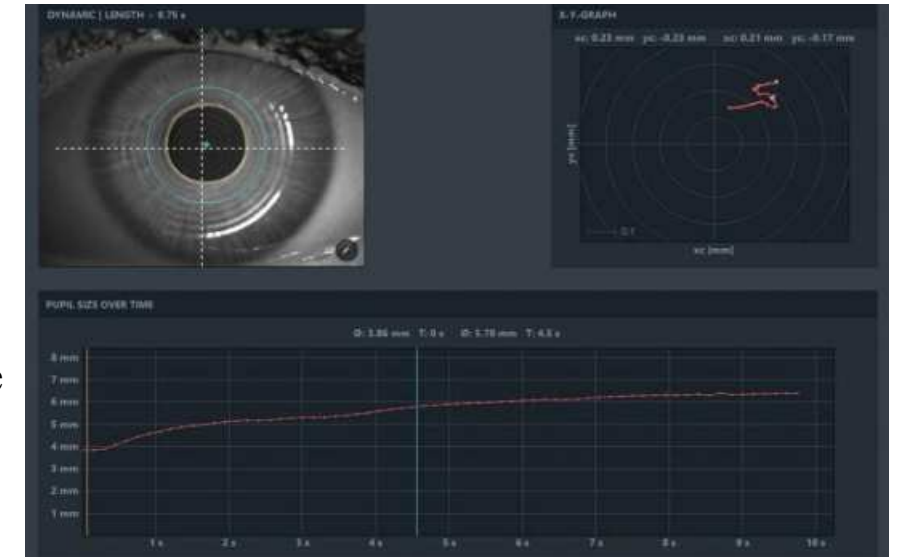 DYNAMIC | LENGTH - 9.75 s
X-Y-GRAPH
xc: 0.23 mm yc: -0.23 mm xc: 0.21 mm yc: -0.17 mm
yc [mm]
0.1
xc [mm]
PUPIL SIZE OVER TIME
Ø: 3.86 mm T: 0 s Ø: 5.78 mm T: 4.5 s
8 mm
7 mm
6 mm
5 mm
4 mm
3 mm
2 mm
1 mm
1 s 2 s 3 s 4 s 5 s 6 s 7 s 8 s 9 s 10 s